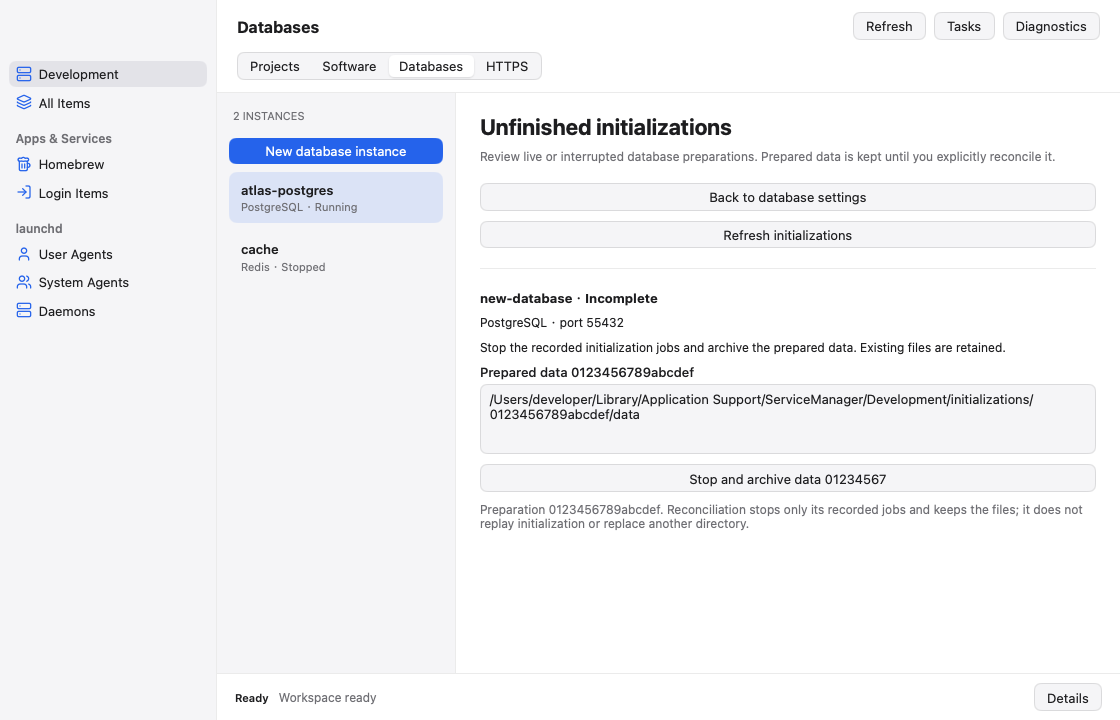 Development
All Items
Apps & Services
Homebrew
Login Items
launchd
User Agents
System Agents
Daemons
Databases
Refresh
Tasks
Diagnostics
Projects
Software
Databases
HTTPS
2 INSTANCES
New database instance
atlas-postgres
PostgreSQL · Running
cache
Redis · Stopped
Unfinished initializations
Review live or interrupted database preparations. Prepared data is kept until you explicitly reconcile it.
Back to database settings
Refresh initializations
new-database · Incomplete
PostgreSQL · port 55432
Stop the recorded initialization jobs and archive the prepared data. Existing files are retained.
Prepared data 0123456789abcdef
/Users/developer/Library/Application Support/ServiceManager/Development/initializations/
0123456789abcdef/data
Stop and archive data 01234567
Preparation 0123456789abcdef. Reconciliation stops only its recorded jobs and keeps the files; it does not
replay initialization or replace another directory.
Ready
Workspace ready
Details